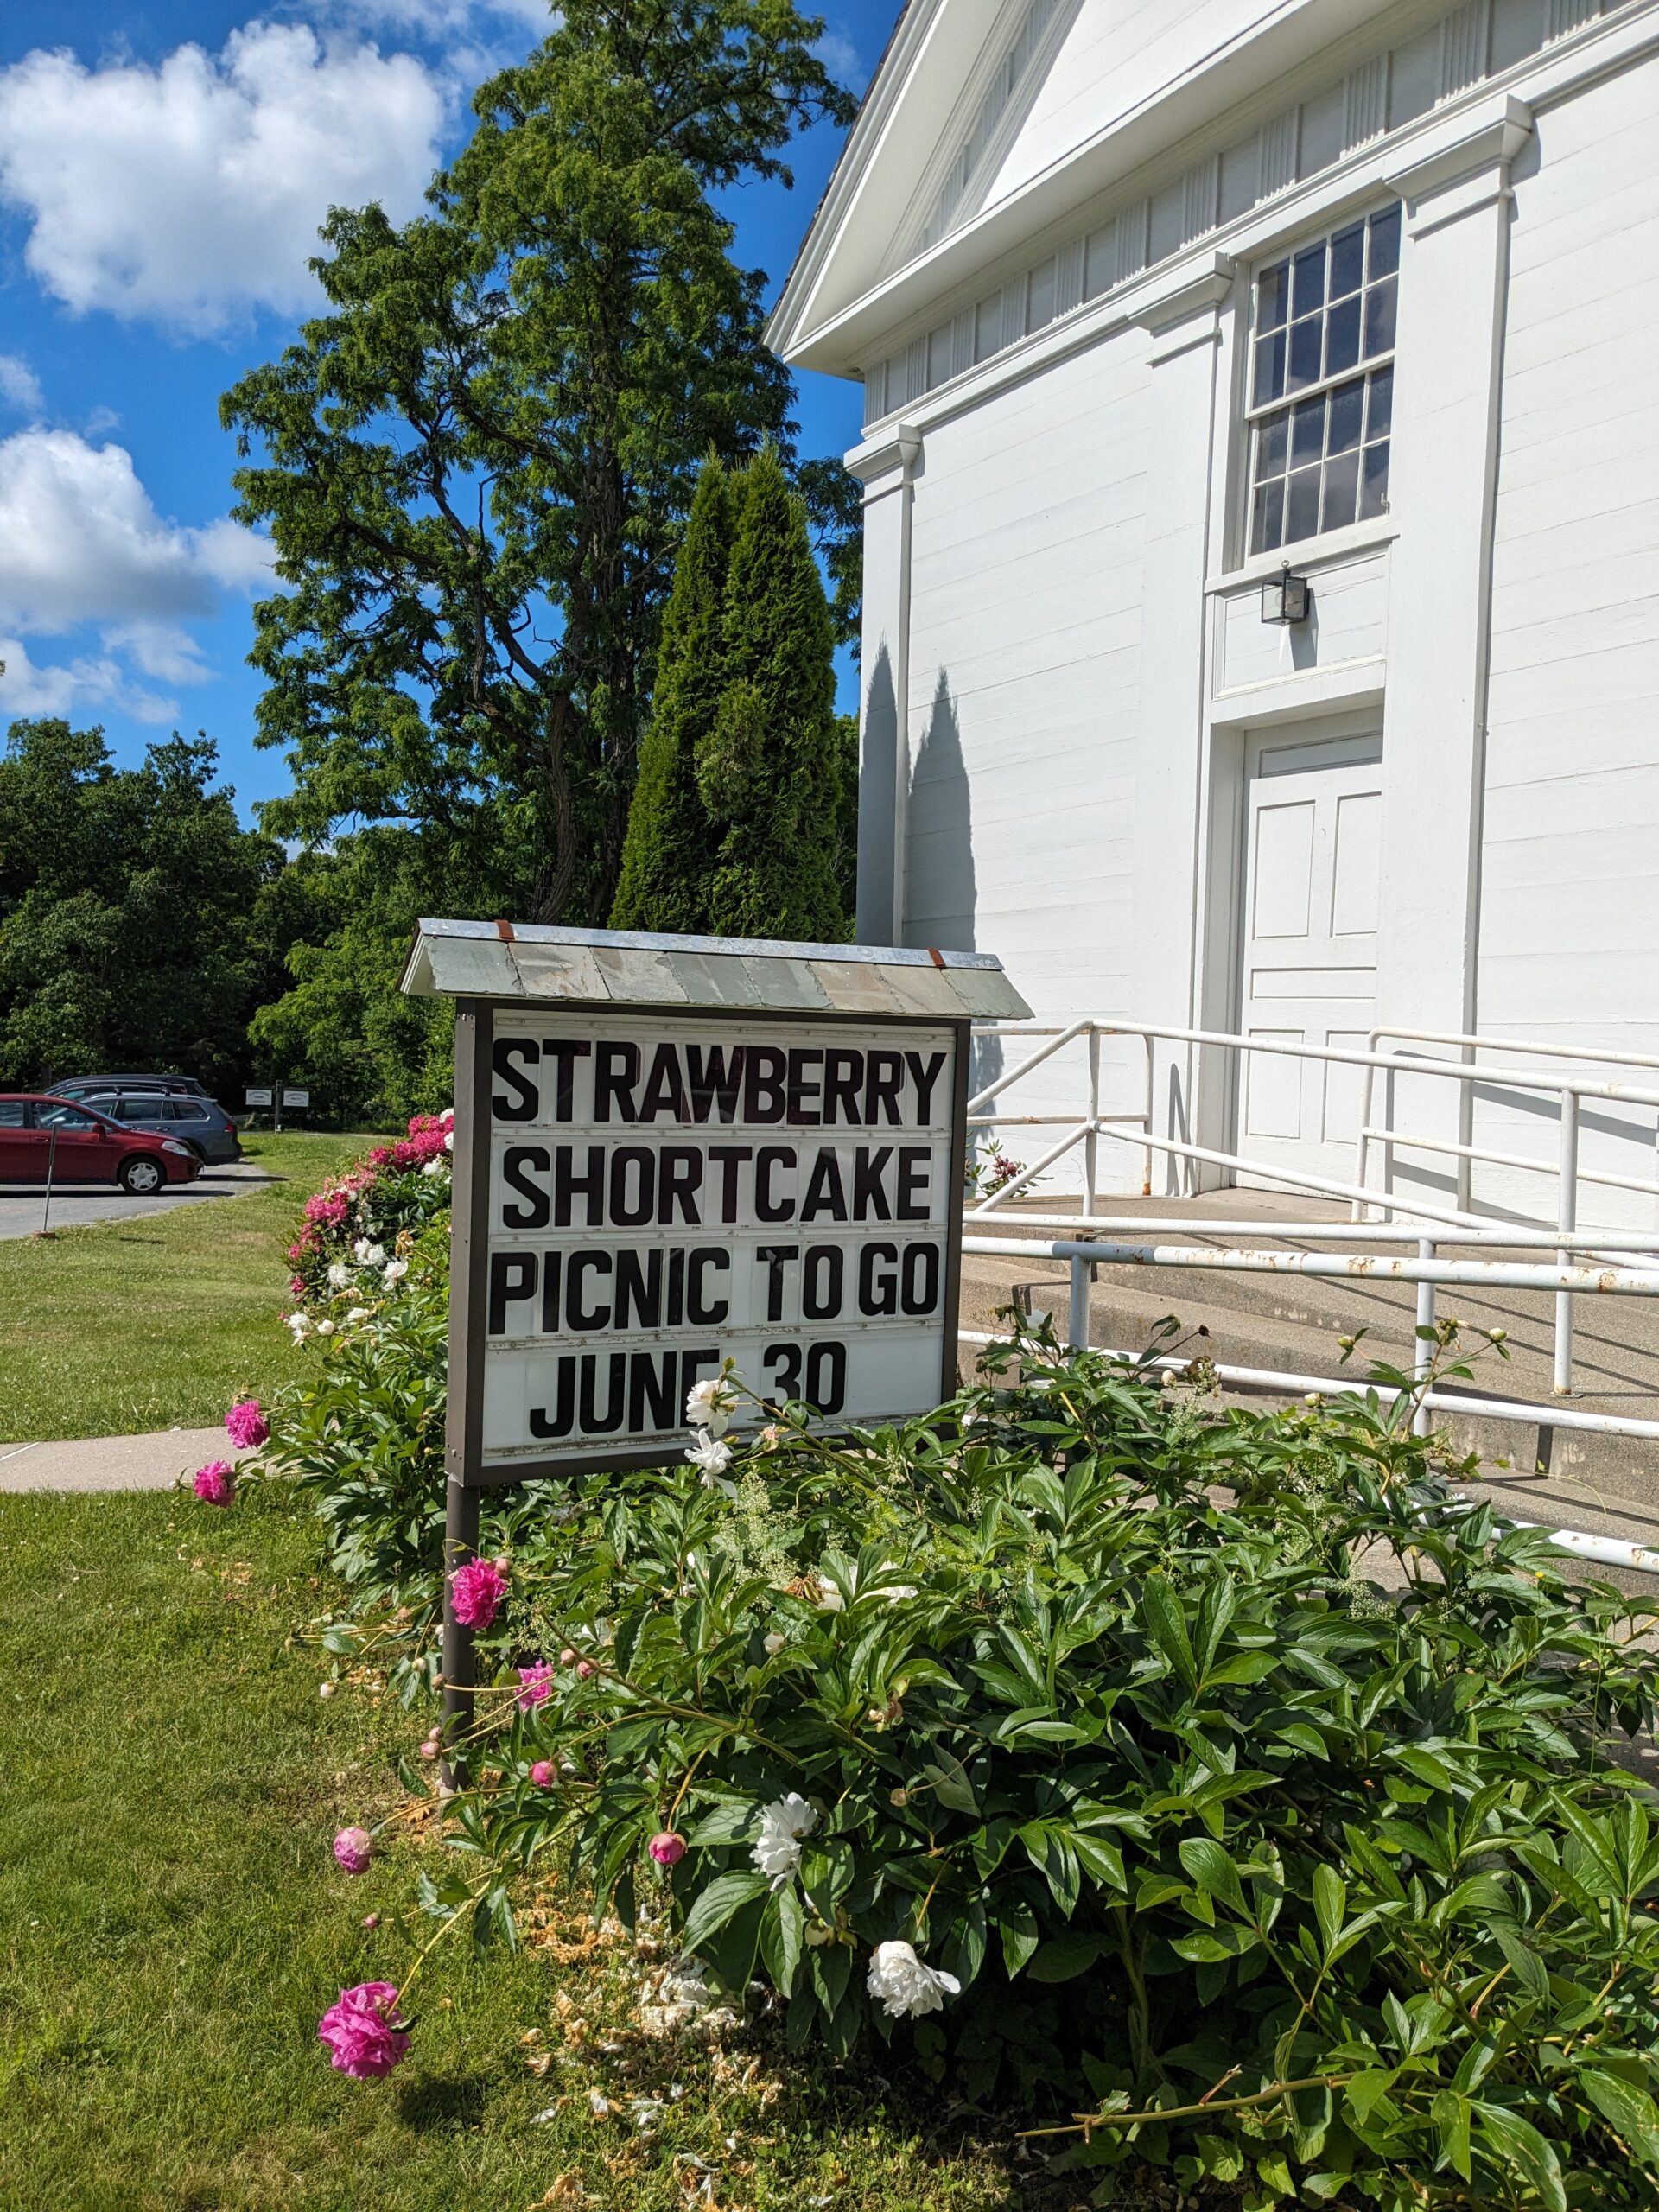 STRAWBERRY
SHORTCAKE
PICNIC TO GO
JUNE 30